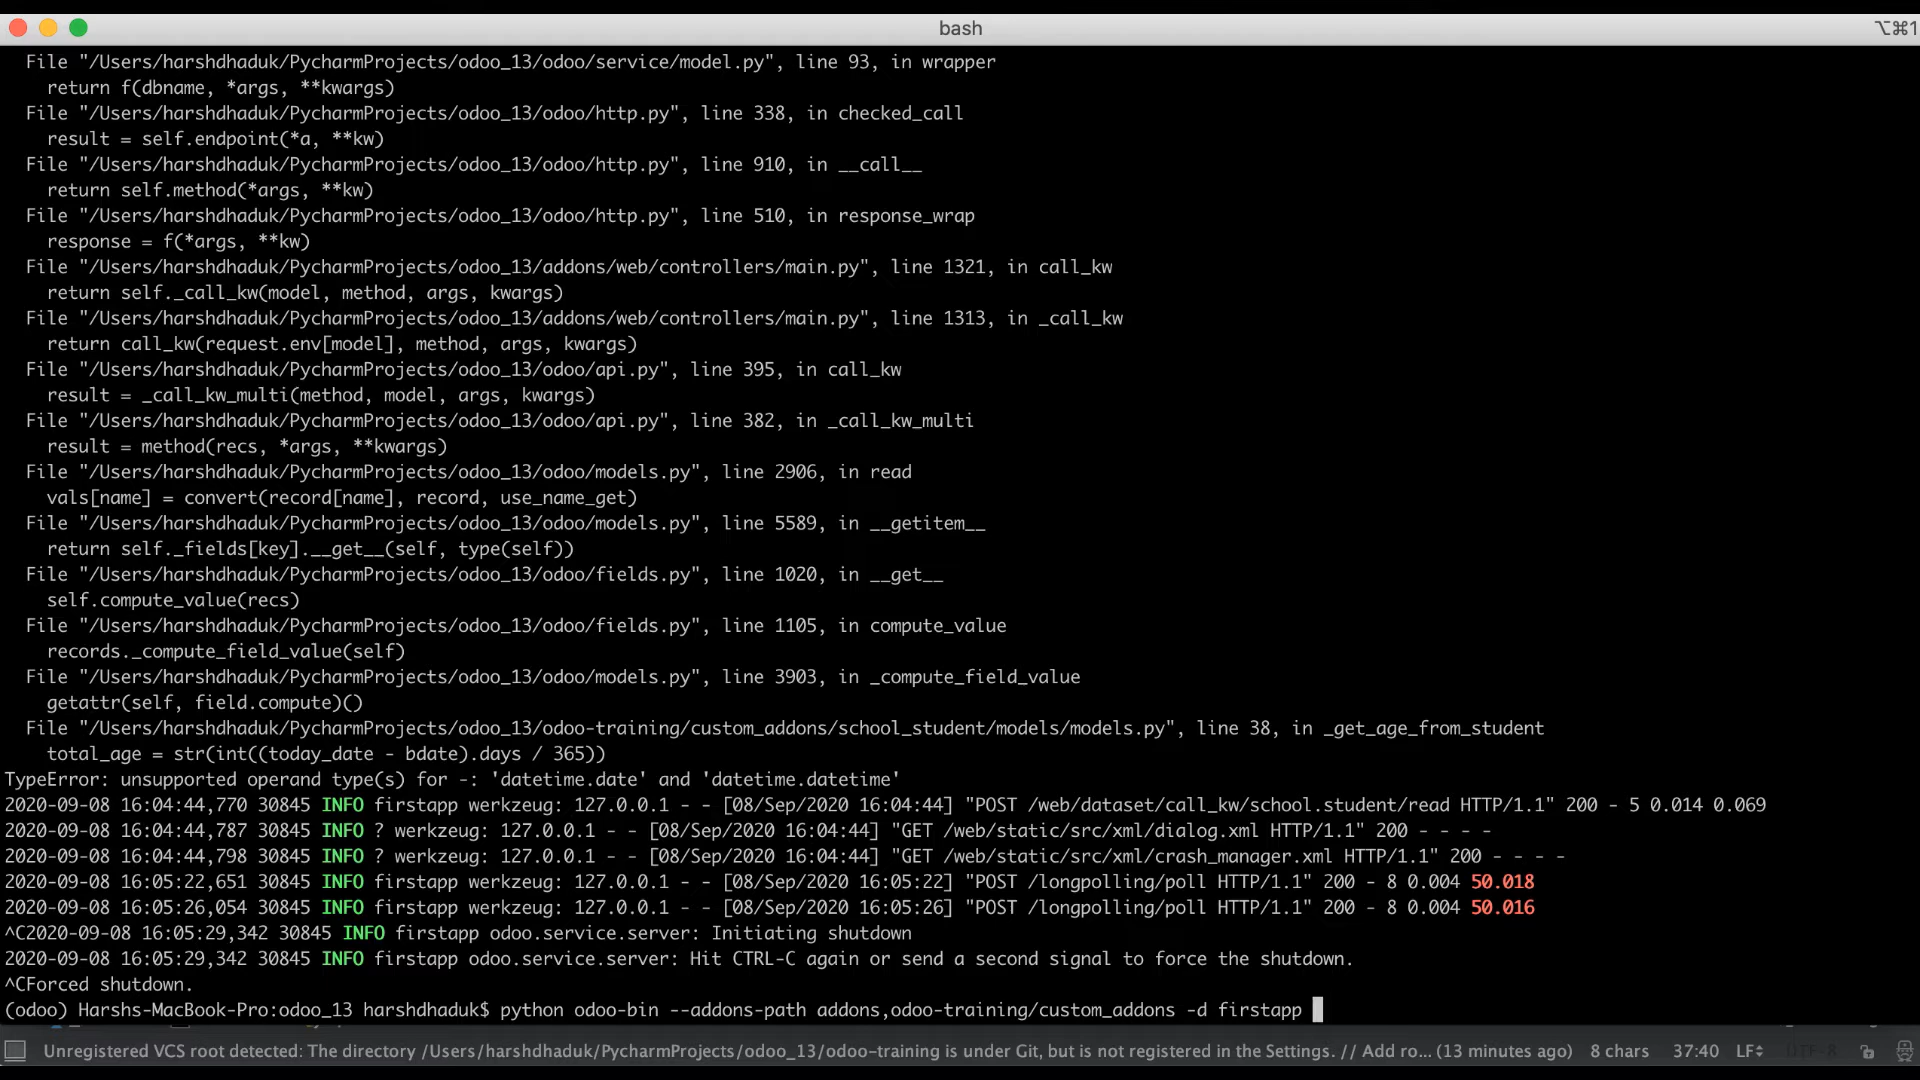 bash
⌥⌘1
File "/Users/harshdhaduk/PycharmProjects/odoo_13/odoo/service/model.py", line 93, in wrapper
return f(dbname, *args, **kwargs)
File "/Users/harshdhaduk/PycharmProjects/odoo_13/odoo/http.py", line 338, in checked_call
result = self.endpoint(*a, **kw)
File "/Users/harshdhaduk/PycharmProjects/odoo_13/odoo/http.py", line 910, in __call__
return self.method(*args, **kw)
File "/Users/harshdhaduk/PycharmProjects/odoo_13/odoo/http.py", line 510, in response_wrap
response = f(*args, **kw)
File "/Users/harshdhaduk/PycharmProjects/odoo_13/addons/web/controllers/main.py", line 1321, in call_kw
return self._call_kw(model, method, args, kwargs)
File "/Users/harshdhaduk/PycharmProjects/odoo_13/addons/web/controllers/main.py", line 1313, in _call_kw
return call_kw(request.env[model], method, args, kwargs)
File "/Users/harshdhaduk/PycharmProjects/odoo_13/odoo/api.py", line 395, in call_kw
result = _call_kw_multi(method, model, args, kwargs)
File "/Users/harshdhaduk/PycharmProjects/odoo_13/odoo/api.py", line 382, in _call_kw_multi
result = method(recs, *args, **kwargs)
File "/Users/harshdhaduk/PycharmProjects/odoo_13/odoo/models.py", line 2906, in read
vals[name] = convert(record[name], record, use_name_get)
File "/Users/harshdhaduk/PycharmProjects/odoo_13/odoo/models.py", line 5589, in __getitem__
return self._fields[key].__get__(self, type(self))
File "/Users/harshdhaduk/PycharmProjects/odoo_13/odoo/fields.py", line 1020, in __get__
self.compute_value(recs)
File "/Users/harshdhaduk/PycharmProjects/odoo_13/odoo/fields.py", line 1105, in compute_value
records._compute_field_value(self)
File "/Users/harshdhaduk/PycharmProjects/odoo_13/odoo/models.py", line 3903, in _compute_field_value
getattr(self, field.compute)()
File "/Users/harshdhaduk/PycharmProjects/odoo_13/odoo-training/custom_addons/school_student/models/models.py", line 38, in _get_age_from_student
total_age = str(int((today_date - bdate).days / 365))
TypeError: unsupported operand type(s) for -: 'datetime.date' and 'datetime.datetime'
2020-09-08 16:04:44,770 30845 INFO firstapp werkzeug: 127.0.0.1 - - [08/Sep/2020 16:04:44] "POST /web/dataset/call_kw/school.student/read HTTP/1.1" 200 - 5 0.014 0.069
2020-09-08 16:04:44,787 30845 INFO ? werkzeug: 127.0.0.1 - - [08/Sep/2020 16:04:44] "GET /web/static/src/xml/dialog.xml HTTP/1.1" 200 - - - -
2020-09-08 16:04:44,798 30845 INFO ? werkzeug: 127.0.0.1 - - [08/Sep/2020 16:04:44] "GET /web/static/src/xml/crash_manager.xml HTTP/1.1" 200 - - - -
2020-09-08 16:05:22,651 30845 INFO firstapp werkzeug: 127.0.0.1 - - [08/Sep/2020 16:05:22] "POST /longpolling/poll HTTP/1.1" 200 - 8 0.004 50.018
2020-09-08 16:05:26,054 30845 INFO firstapp werkzeug: 127.0.0.1 - - [08/Sep/2020 16:05:26] "POST /longpolling/poll HTTP/1.1" 200 - 8 0.004 50.016
^C2020-09-08 16:05:29,342 30845 INFO firstapp odoo.service.server: Initiating shutdown
2020-09-08 16:05:29,342 30845 INFO firstapp odoo.service.server: Hit CTRL-C again or send a second signal to force the shutdown.
^CForced shutdown.
(odoo) Harshs-MacBook-Pro:odoo_13 harshdhaduk$ python odoo-bin --addons-path addons,odoo-training/custom_addons -d firstapp
Unregistered VCS root detected: The directory /Users/harshdhaduk/PycharmProjects/odoo_13/odoo-training is under Git, but is not registered in the Settings. // Add ro... (13 minutes ago) 8 chars 37:40 LF UTF-8